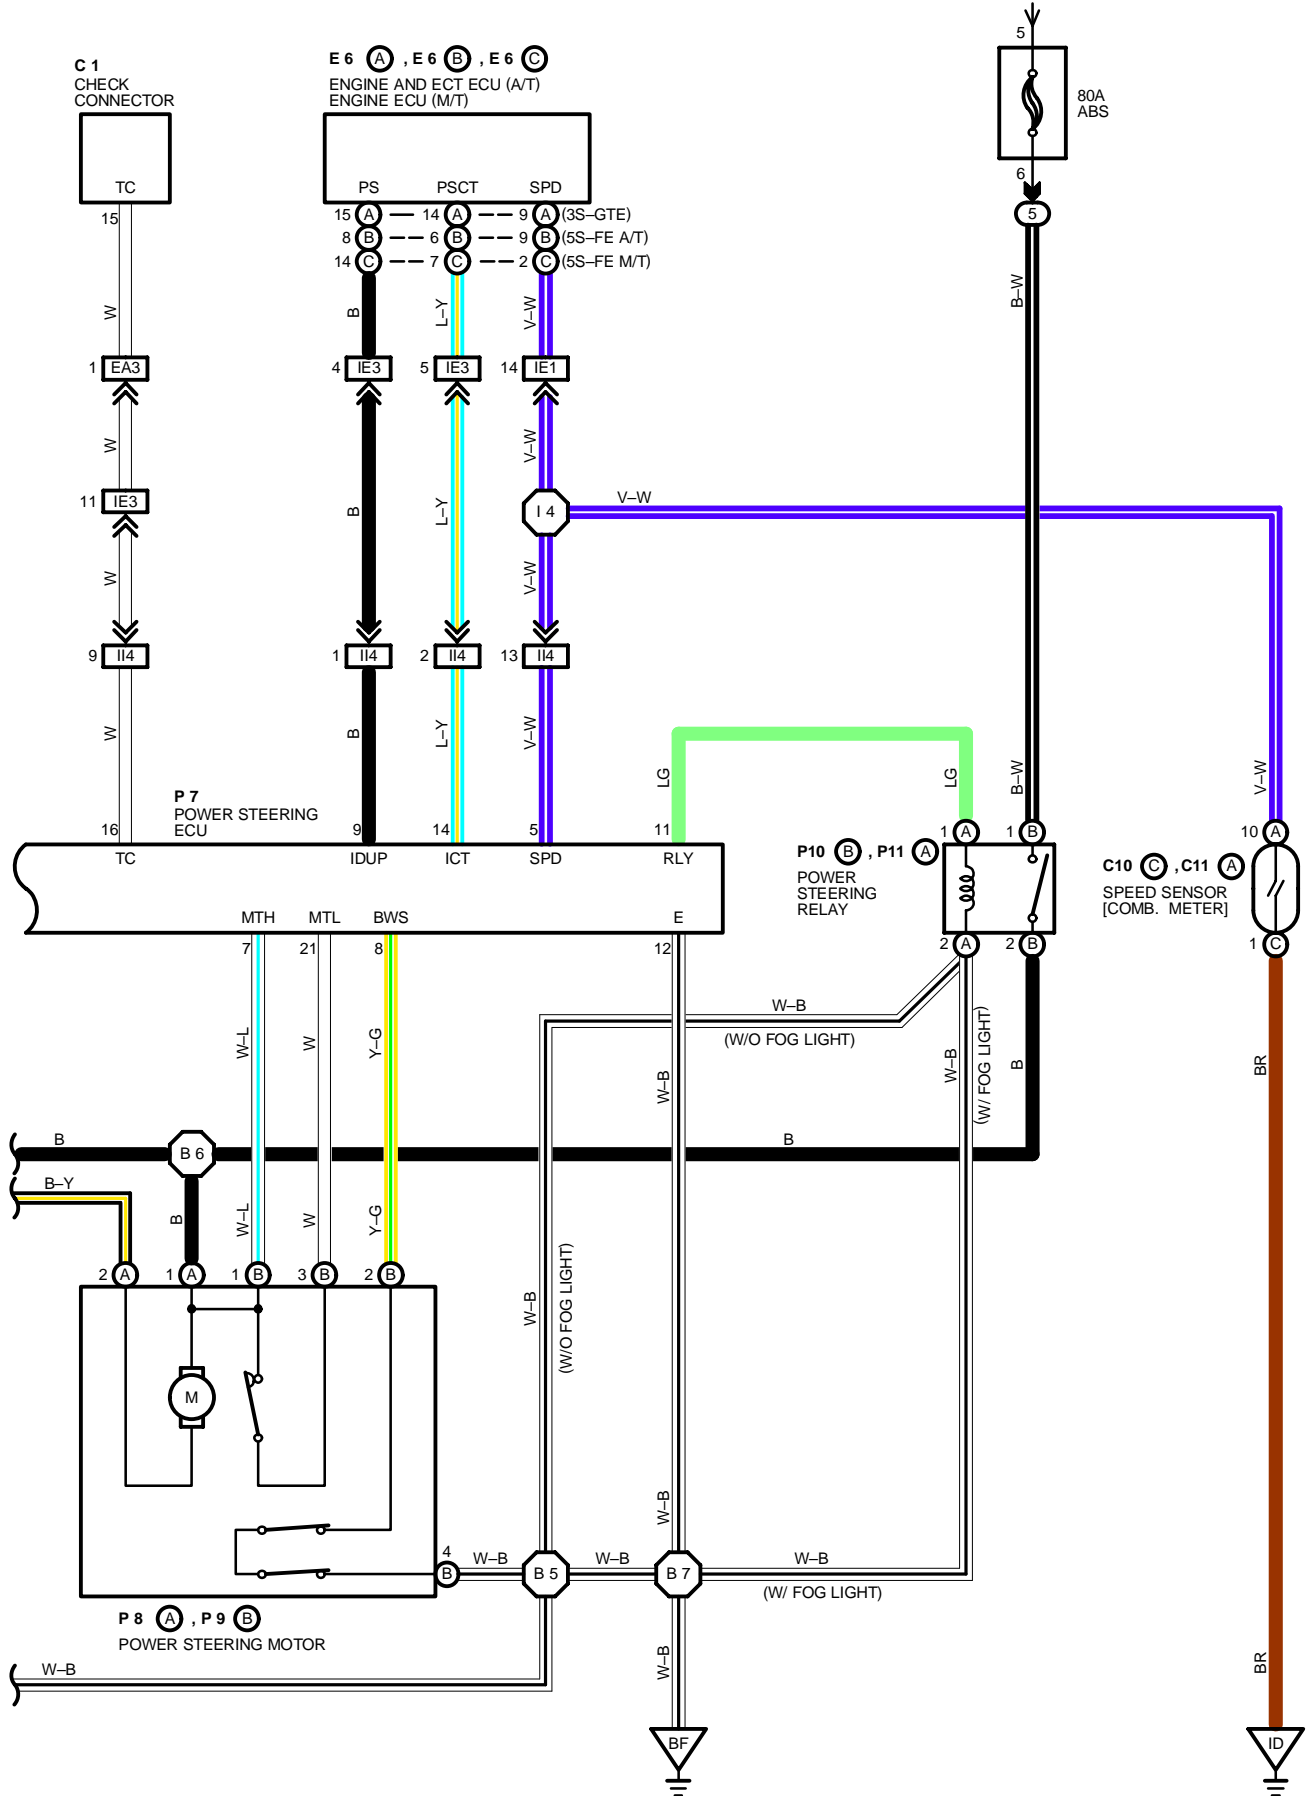 5
80A
ABS
6
5
C 1
CHECK
CONNECTOR
TC
15
E 6 A , E 6 B , E 6 C
ENGINE AND ECT ECU (A/T)
ENGINE ECU (M/T)
PS PSCT SPD
15 A 14 A 9 A (3S–GTE)
8 B 6 B 9 B (5S–FE A/T)
14 C 7 C 2 C (5S–FE M/T)
W B L–Y V–W B–W
1 EA3 4 IE3 5 IE3 14 IE1
W B L–Y V–W
11 IE3
I 4
V–W
W V–W
9 II4 1 II4 2 II4 13 II4
W B L–Y V–W LG LG B–W V–W
P 7
POWER STEERING
ECU
16 9 14 5 11
TC IDUP ICT SPD RLY
MTH MTL BWS E
7 21 8 12
1 A 1 B
P10 B , P11 A
POWER
STEERING
RELAY
2 A 2 B
10 A
C10 C , C11 A
SPEED SENSOR
[COMB. METER]
1 C
W–B
(W/O FOG LIGHT)
W–L W Y–G W–B W–B (W/ FOG LIGHT) B BR
B B 6 B
B–Y
B W–L W Y–G
2 A 1 A 1 B 3 B 2 B
W–B (W/O FOG LIGHT)
M
W–B
4
B W–B B 5 W–B B 7 W–B
(W/ FOG LIGHT)
P 8 A , P 9 B
POWER STEERING MOTOR
W–B
W–B BR
BF ID